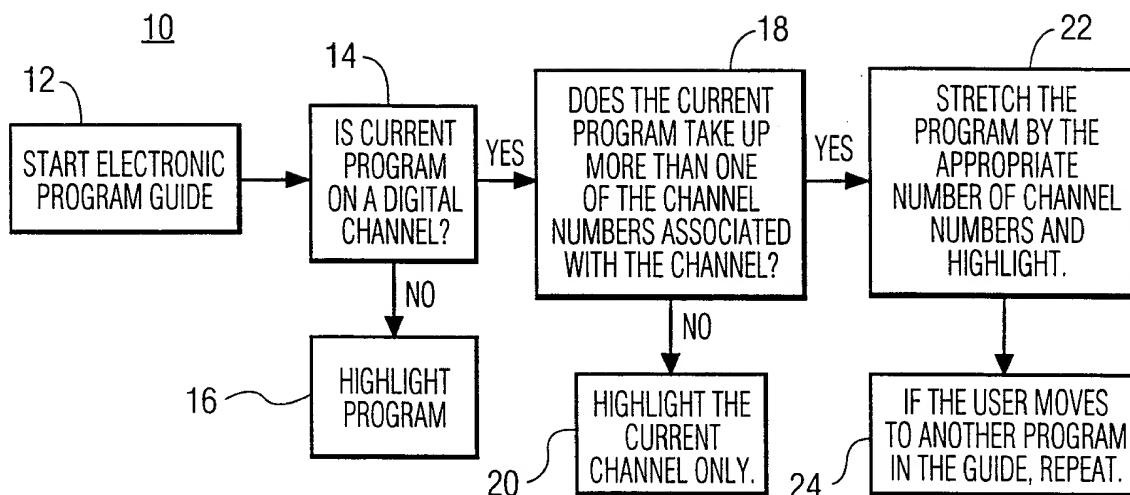 10
12
START ELECTRONIC
PROGRAM GUIDE
14
IS CURRENT
PROGRAM
ON A DIGITAL
CHANNEL?
YES
NO
16
HIGHLIGHT
PROGRAM
18
DOES THE CURRENT
PROGRAM TAKE UP
MORE THAN ONE
OF THE CHANNEL
NUMBERS ASSOCIATED
WITH THE CHANNEL?
YES
NO
20
HIGHLIGHT THE
CURRENT
CHANNEL ONLY.
22
STRETCH THE
PROGRAM BY THE
APPROPRIATE
NUMBER OF CHANNEL
NUMBERS AND
HIGHLIGHT.
24
IF THE USER MOVES
TO ANOTHER PROGRAM
IN THE GUIDE, REPEAT.